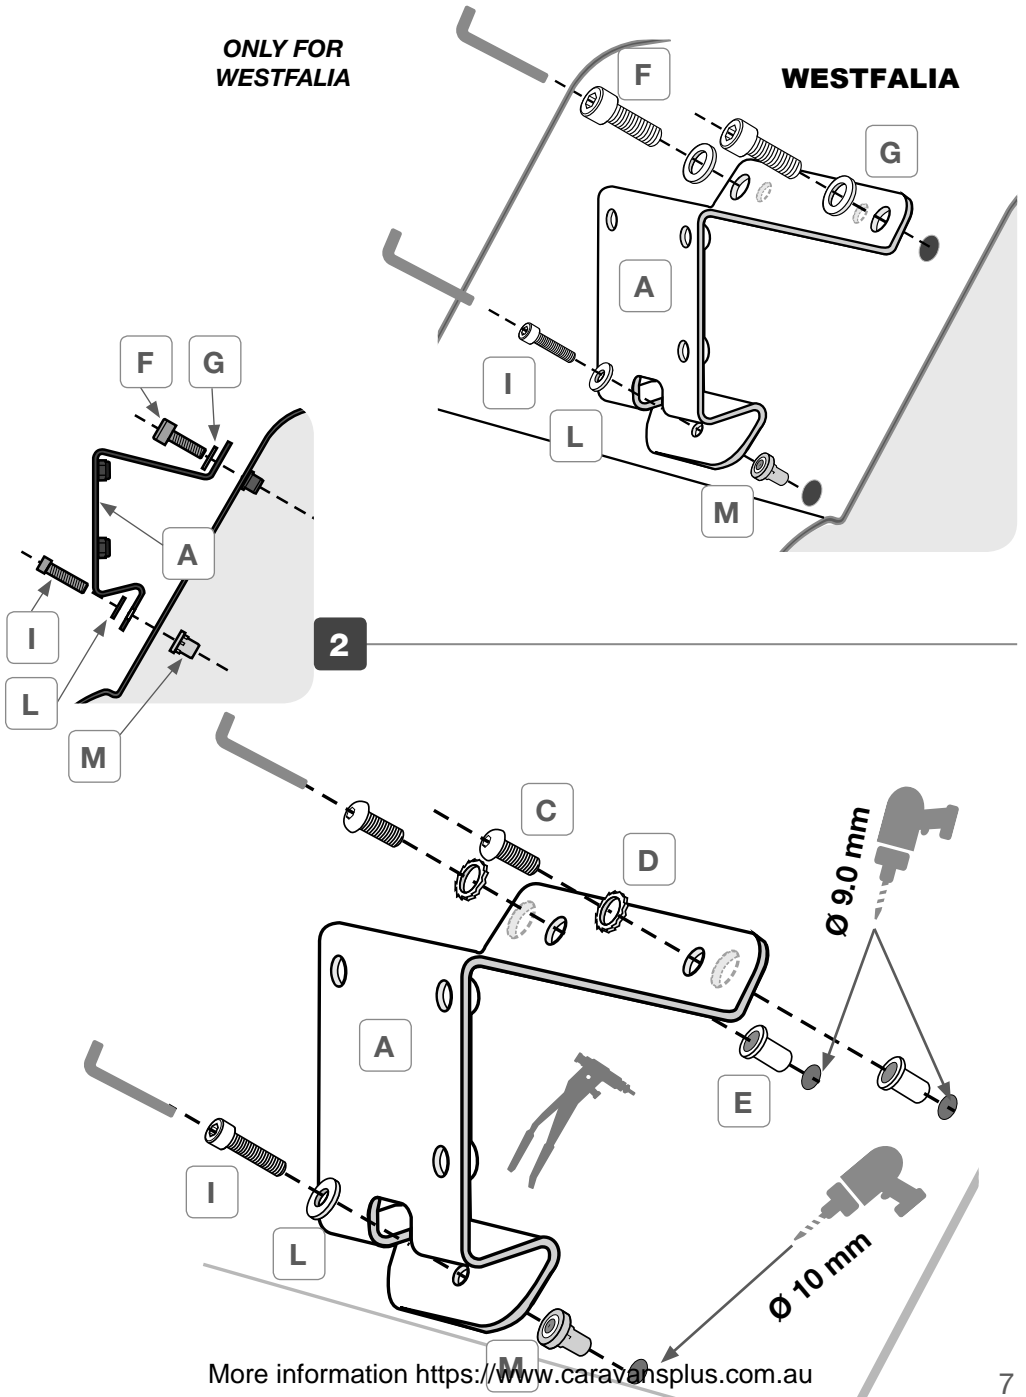 ONLY FOR
WESTFALIA
WESTFALIA
F
G
A
I
L
M
F
G
A
I
L
M
2
C
D
Ø 9.0 mm
A
E
I
L
Ø 10 mm
M
More information https://www.caravansplus.com.au
7